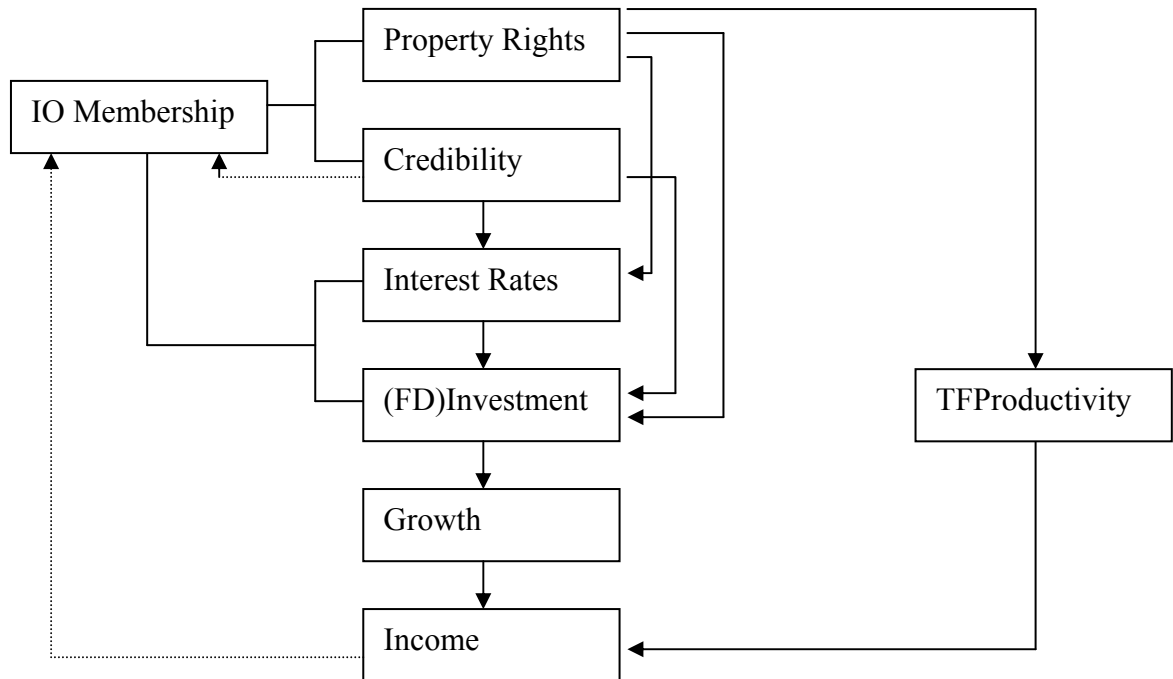 Property Rights
IO Membership
Credibility
Interest Rates
(FD)Investment
TFProductivity
Growth
Income